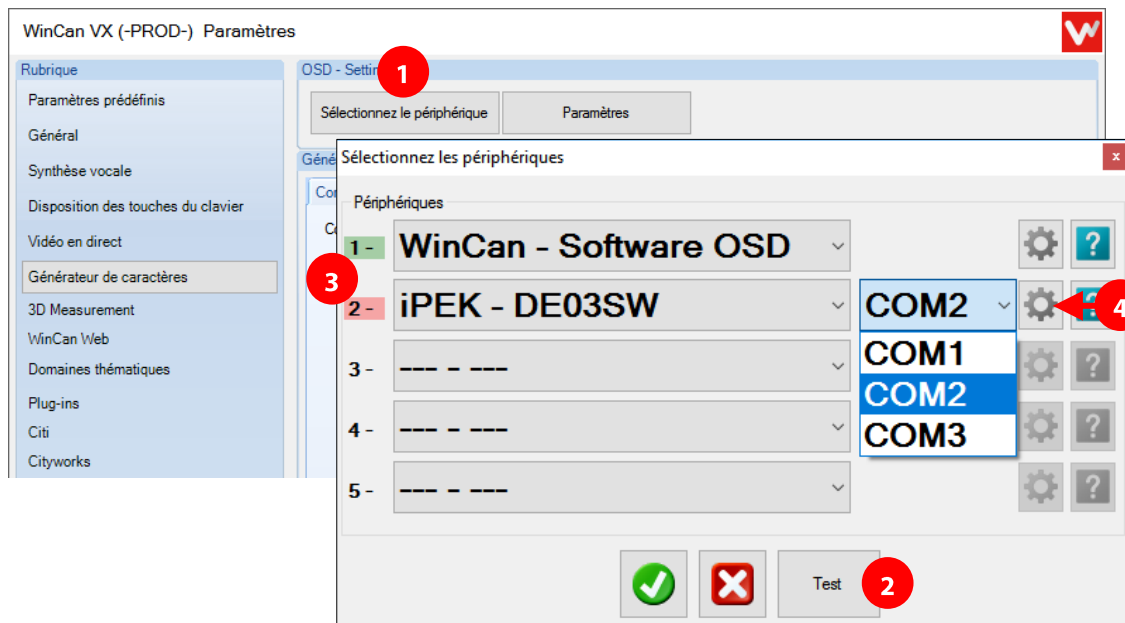 WinCan VX (-PROD-) Paramètres
Rubrique
Paramètres prédéfinis
Général
Synthèse vocale
Disposition des touches du clavier
Vidéo en direct
Générateur de caractères
3D Measurement
WinCan Web
Domaines thématiques
Plug-ins
Citi
Cityworks
OSD - Settin
1
Sélectionnez le périphérique
Paramètres
Géné
Co
Sélectionnez les périphériques
x
Périphériques
1 - WinCan - Software OSD ?
3
2 - iPEK - DE03SW COM2 ?
4
COM1
COM2
COM3
3 - --- - --- ?
4 - --- - --- ?
5 - --- - --- ?
Test
2